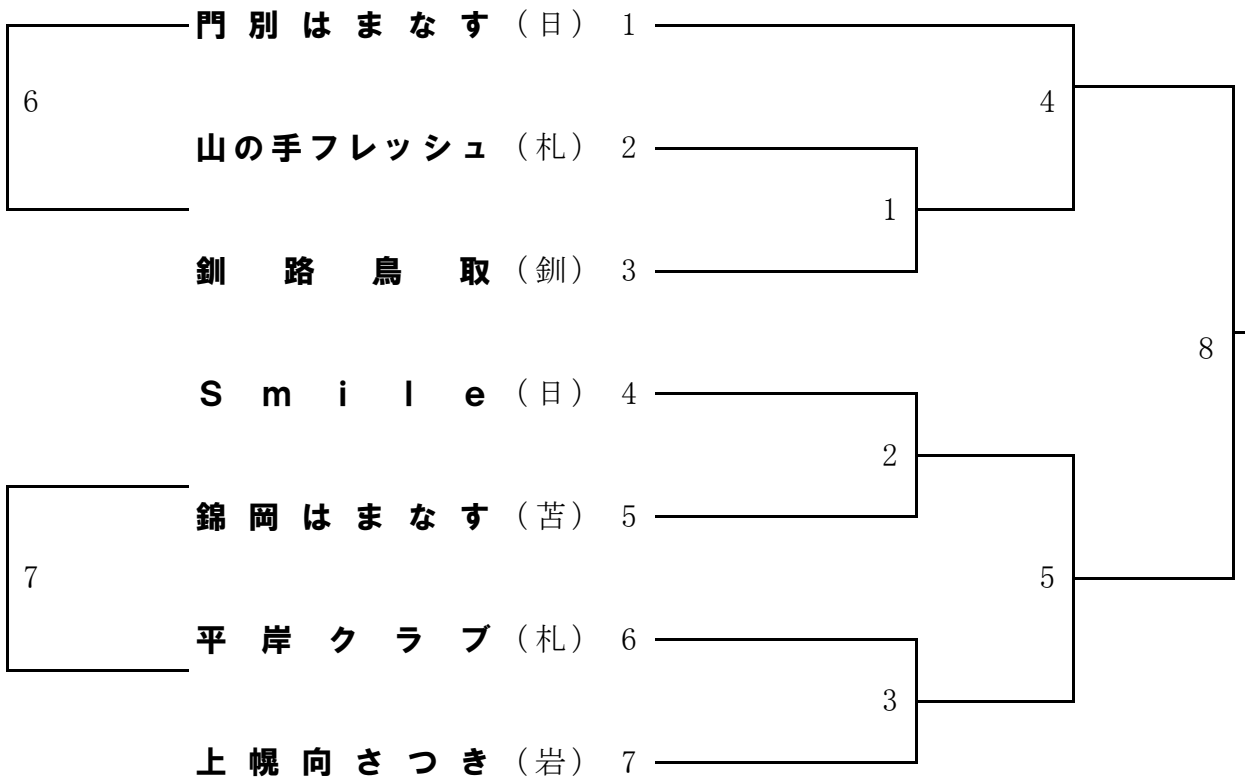 門別はまなす（日） 1
6
4
山の手フレッシュ（札） 2
1
釧路鳥取（釧） 3
8
Smile（日） 4
2
錦岡はまなす（苫） 5
7
5
平岸クラブ（札） 6
3
上幌向さつき（岩） 7